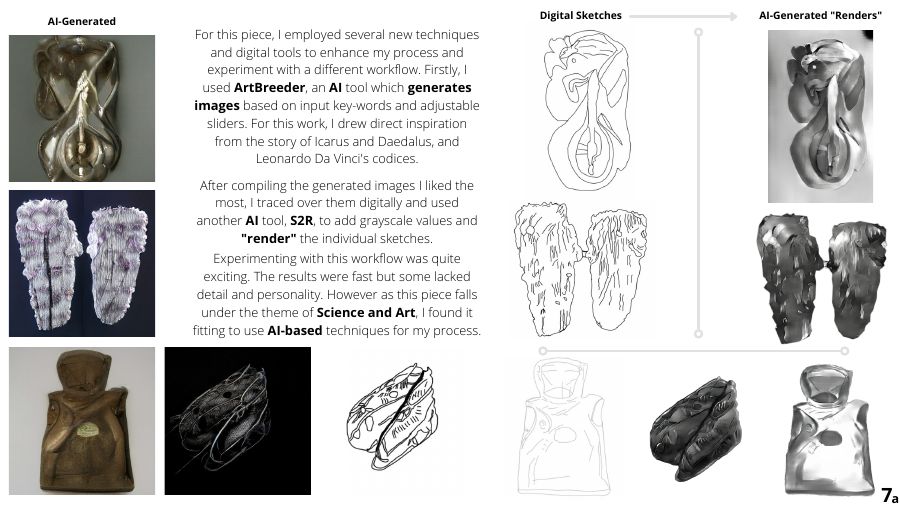 AI-Generated
For this piece, I employed several new techniques
and digital tools to enhance my process and
experiment with a different workflow. Firstly, I
used ArtBreeder, an AI tool which generates
images based on input key-words and adjustable
sliders. For this work, I drew direct inspiration
from the story of Icarus and Daedalus, and
Leonardo Da Vinci's codices.
After compiling the generated images I liked the
most, I traced over them digitally and used
another AI tool, S2R, to add grayscale values and
"render" the individual sketches.
Experimenting with this workflow was quite
exciting. The results were fast but some lacked
detail and personality. However as this piece falls
under the theme of Science and Art, I found it
fitting to use AI-based techniques for my process.
Digital Sketches
AI-Generated "Renders"
7a